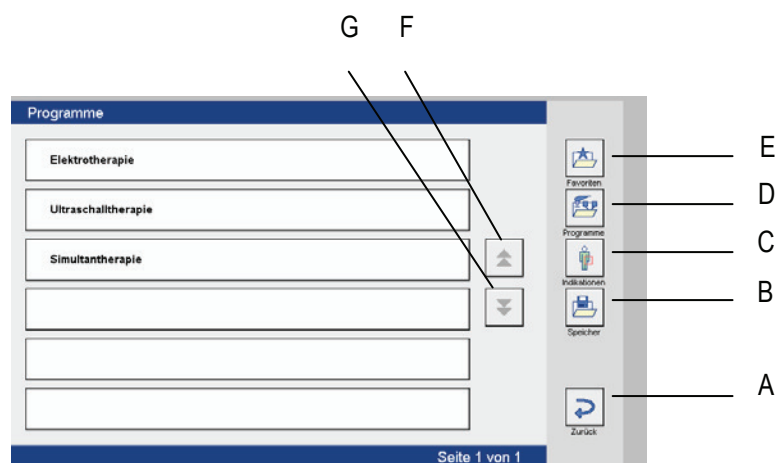 G F
Programme
Elektrotherapie
Ultraschalltherapie
Simultantherapie
Favoriten
E
Programme
D
Indikationen
C
Speicher
B
Zurück
A
Seite 1 von 1